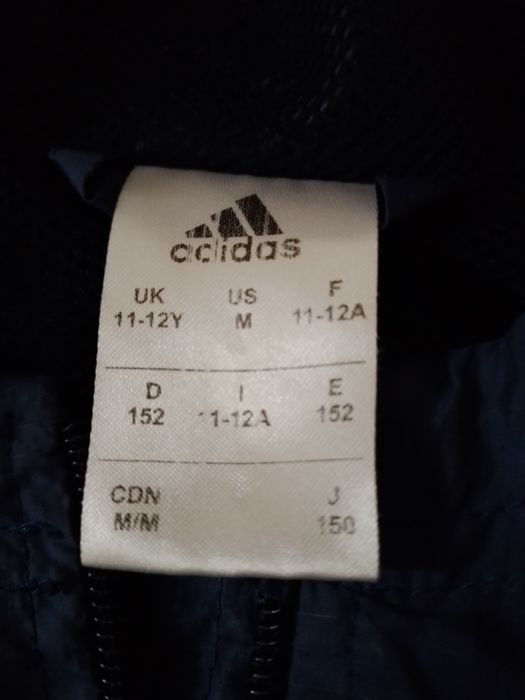 adidas
UK US F
11-12Y M 11-12A
D I E
152 11-12A 152
CDN J
M/M 150